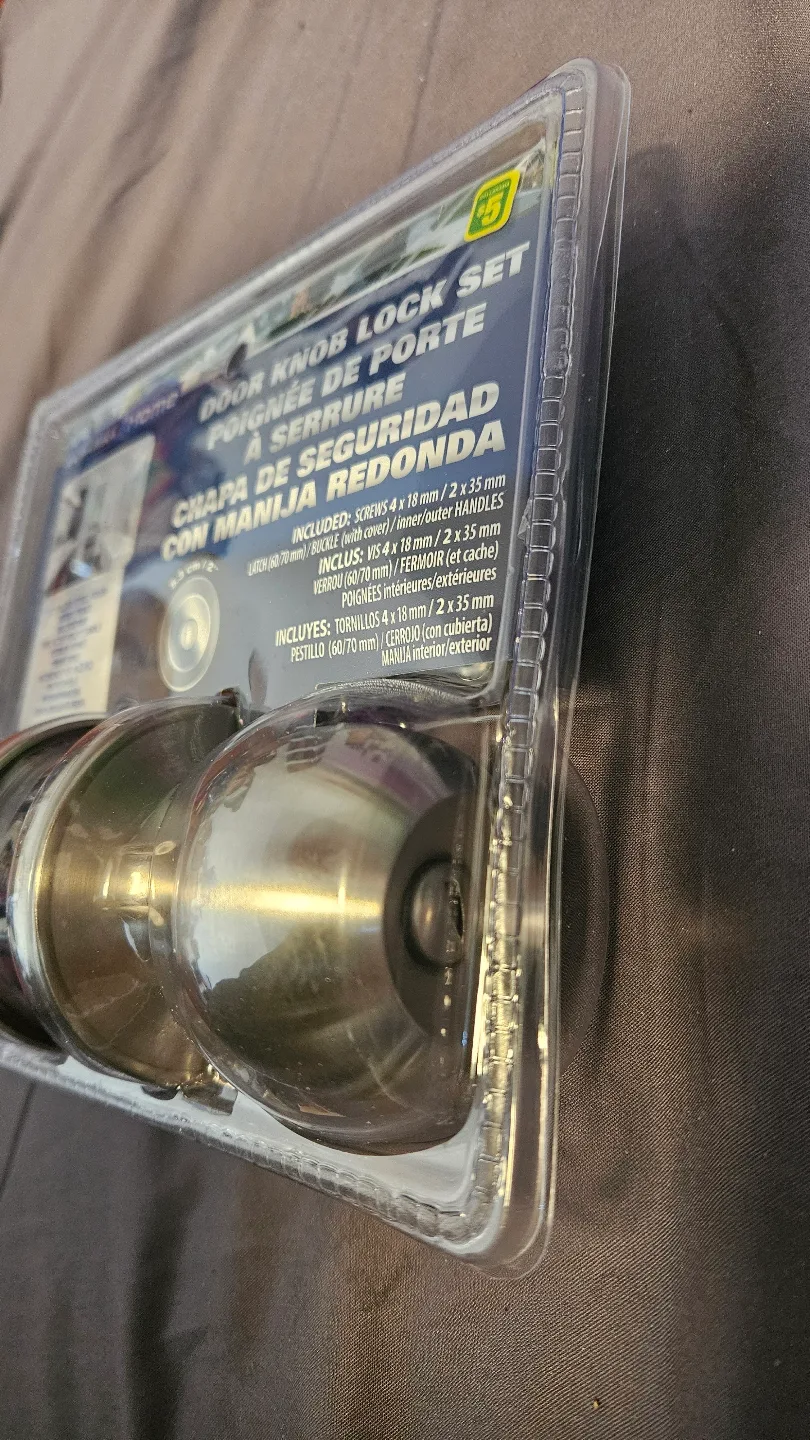 $5
DOOR KNOB LOCK SET
POIGNÉE DE PORTE
À SERRURE
CHAPA DE SEGURIDAD
CON MANIJA REDONDA
INCLUDED: SCREWS 4 x 18 mm / 2 x 35 mm
LATCH (60/70 mm) / BUCKLE (with cover) / inner/outer HANDLES
INCLUS: VIS 4 x 18 mm / 2 x 35 mm
VERROU (60/70 mm) / FERMOIR (et cache)
POIGNÉES intérieures/extérieures
INCLUYES: TORNILLOS 4 x 18 mm / 2 x 35 mm
PESTILLO (60/70 mm) / CERROJO (con cubierta)
MANIJA interior/exterior